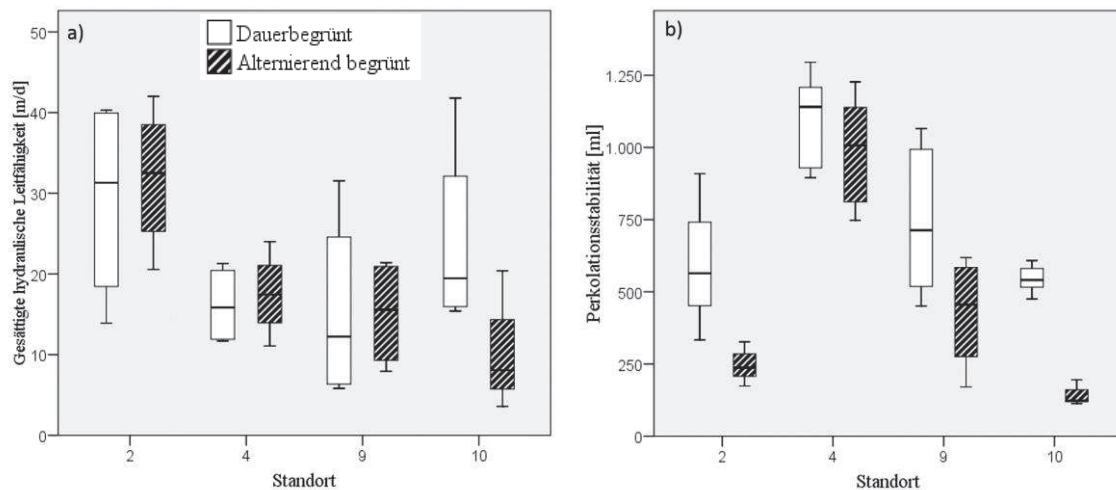 a)
Dauerbegrünt
Alternierend begrünt
Gesättigte hydraulische Leitfähigkeit [m/d]
50
40
30
20
10
0
2
4
9
10
Standort
b)
Perkolationsstabilität [ml]
1.250
1.000
750
500
250
0
2
4
9
10
Standort